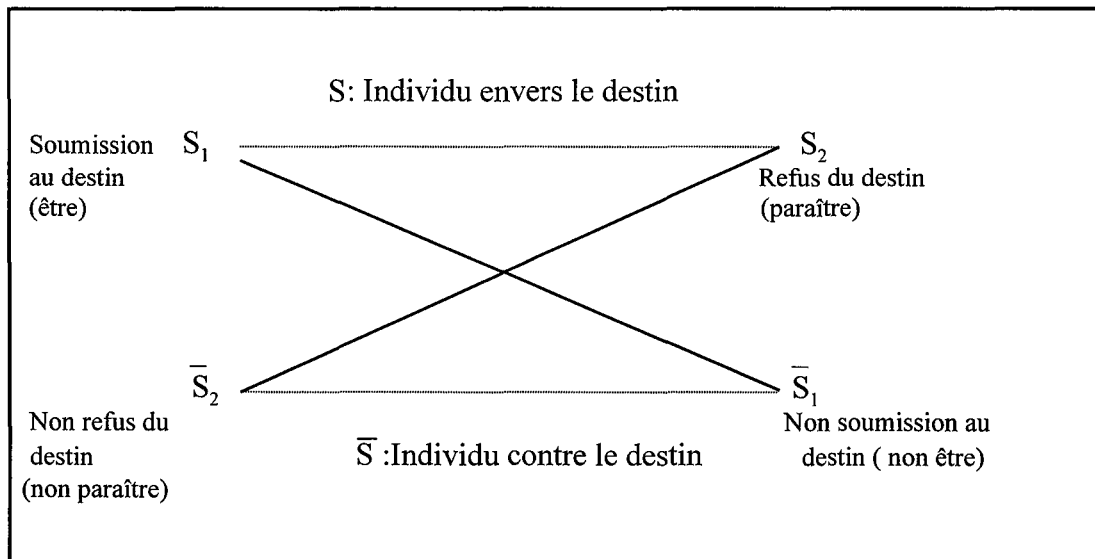 S: Individu envers le destin
Soumission
au destin
(être)
S₁
S₂
Refus du destin
(paraître)
S̅₂
Non refus du
destin
(non paraître)
S̅₁
Non soumission au
destin ( non être)
S̅ :Individu contre le destin